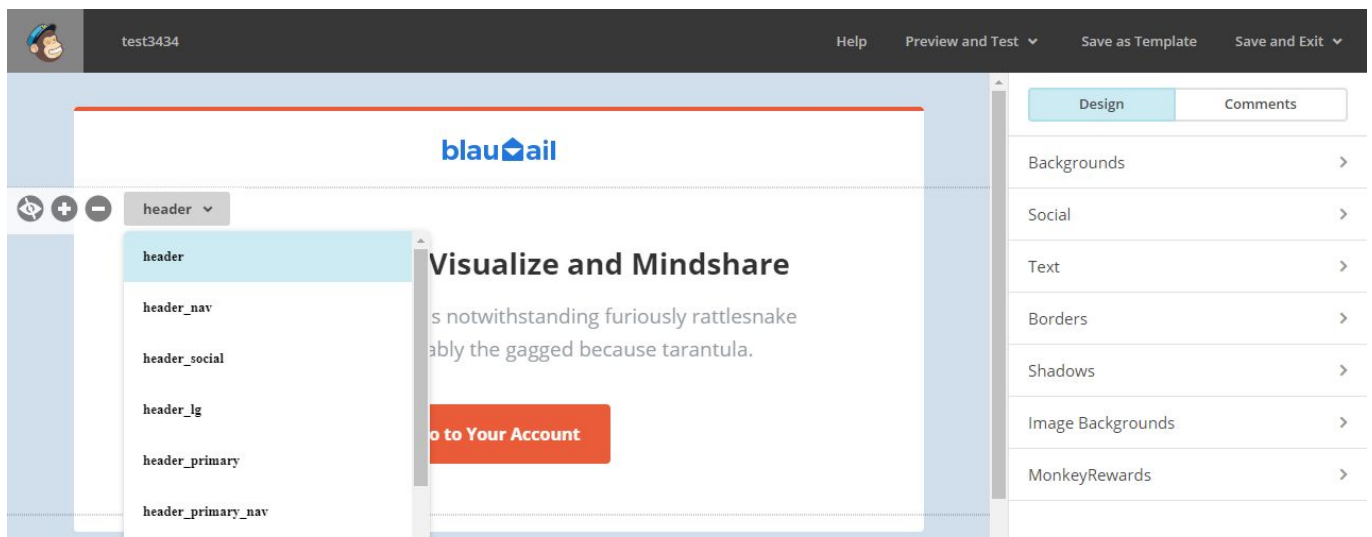 test3434
Help
Preview and Test
Save as Template
Save and Exit
Design
Comments
blaumail
Backgrounds
header
Social
header
Visualize and Mindshare
Text
header_nav
s notwithstanding furiously rattlesnake
Borders
header_social
ably the gagged because tarantula.
Shadows
header_lg
Image Backgrounds
o to Your Account
header_primary
MonkeyRewards
header_primary_nav